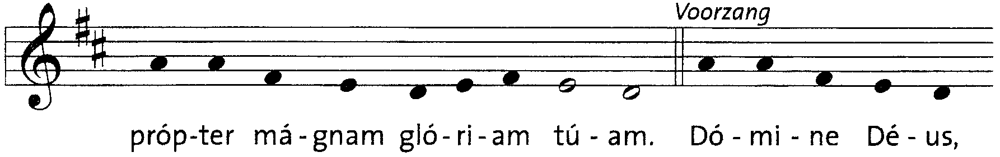 Voorzang
próp-ter má-gnam gló-ri-am tú-am. Dó-mi-ne Dé-us,